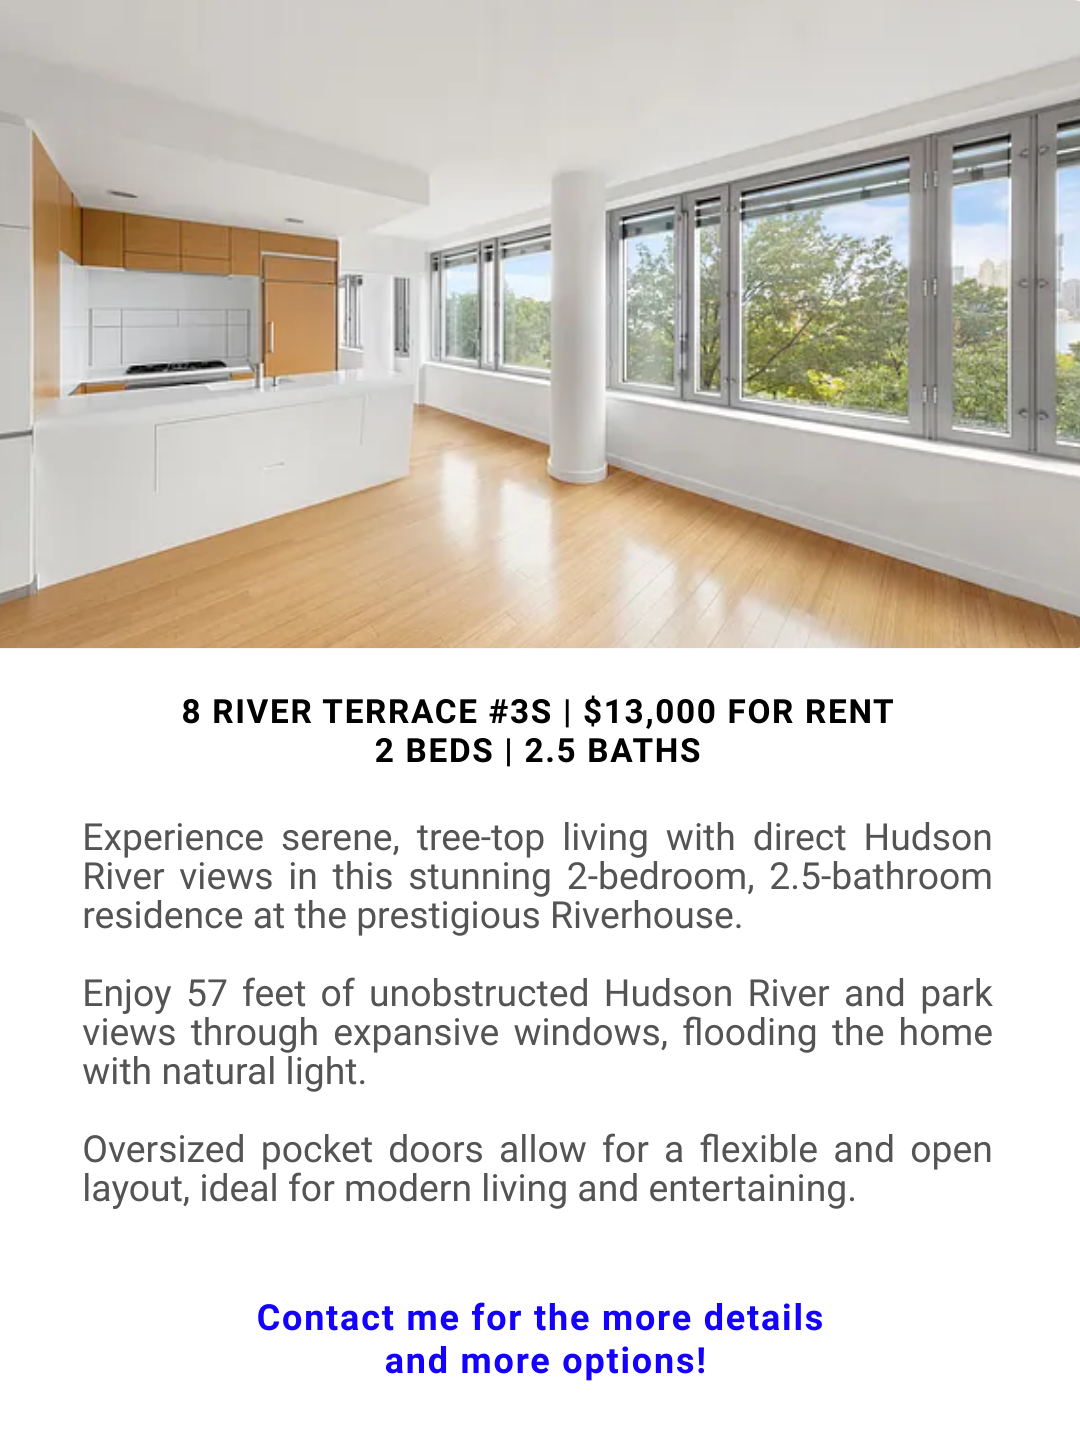 8 RIVER TERRACE #3S | $13,000 FOR RENT
2 BEDS | 2.5 BATHS
Experience serene, tree-top living with direct Hudson
River views in this stunning 2-bedroom, 2.5-bathroom
residence at the prestigious Riverhouse.
Enjoy 57 feet of unobstructed Hudson River and park
views through expansive windows, flooding the home
with natural light.
Oversized pocket doors allow for a flexible and open
layout, ideal for modern living and entertaining.
Contact me for the more details
and more options!